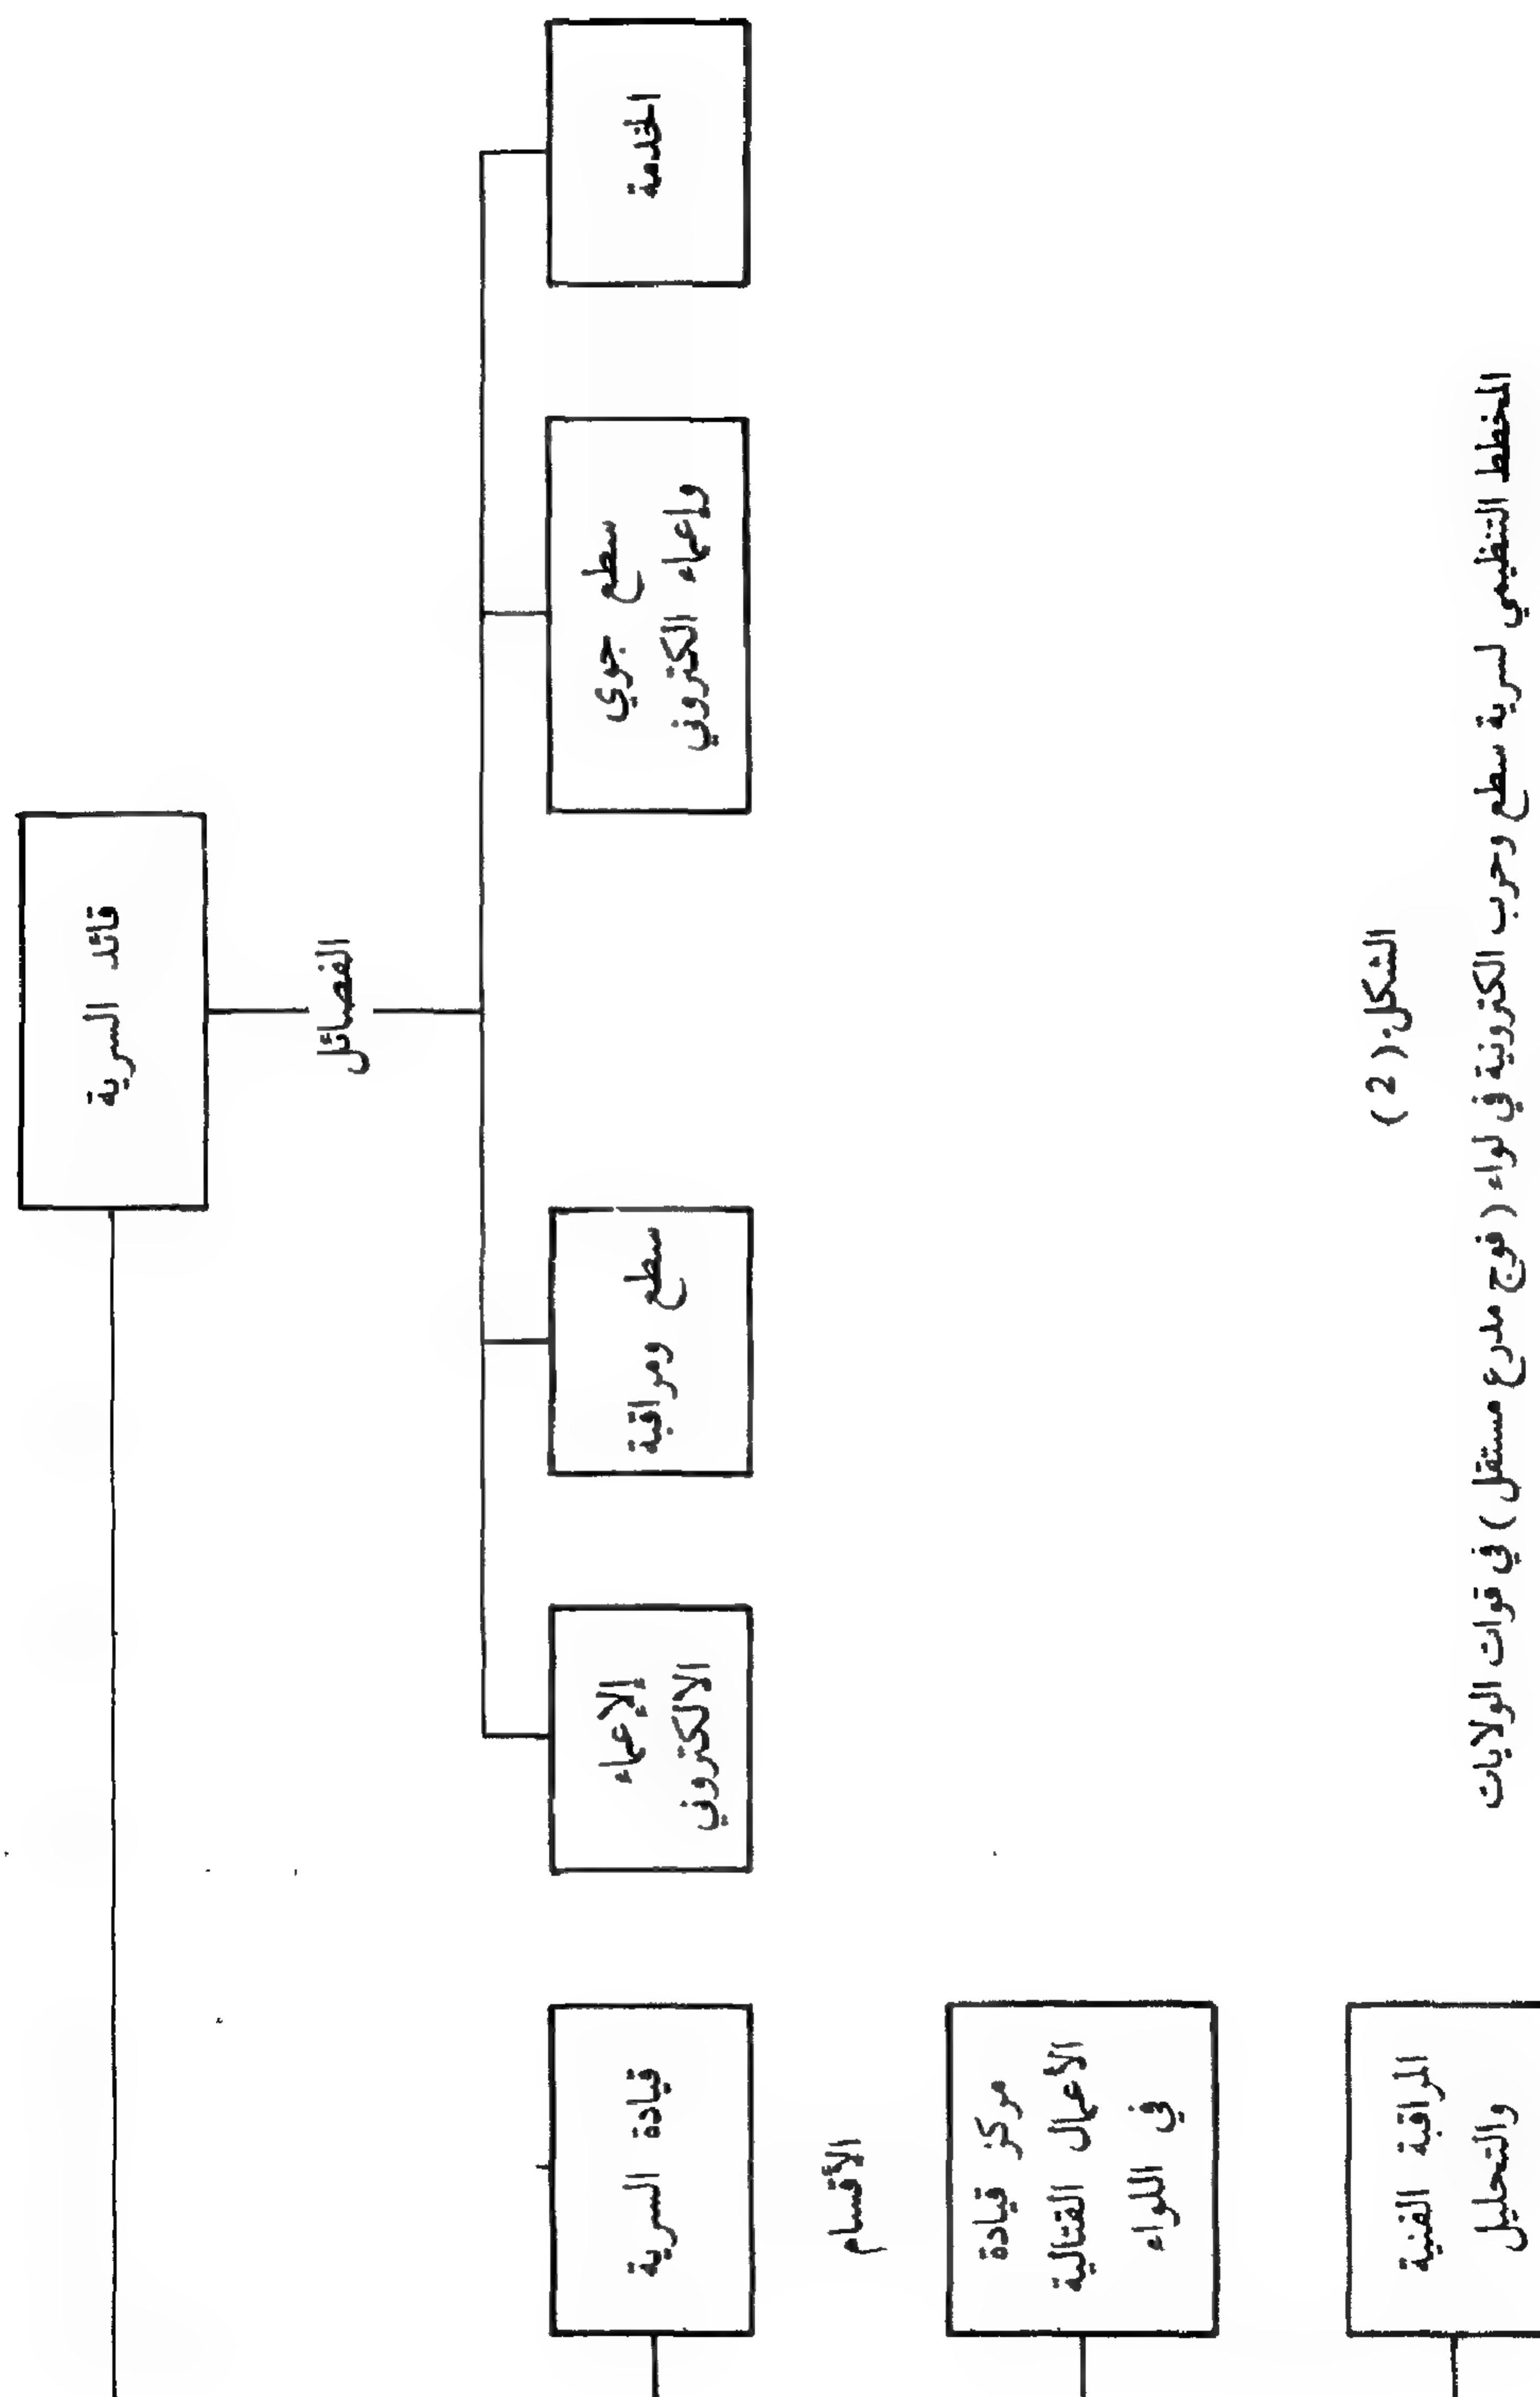 قائد السرية
الفصائل
الخدمة
سطع جوي
وإعماء الكتروني
سطع
ومراقبة
الإعماء
الالكتروني
قيادة
السرية
الأقسام
مركز قيادة
الأعمال القتالية
في اللواء
المراقبة الفنية
والتحليل
الشكل: ( 2 )
المخطط التنظيمي لسرية سطع وحرب الكترونية في لواء ( فوج مدرع مستقل ) في قوات الولايات